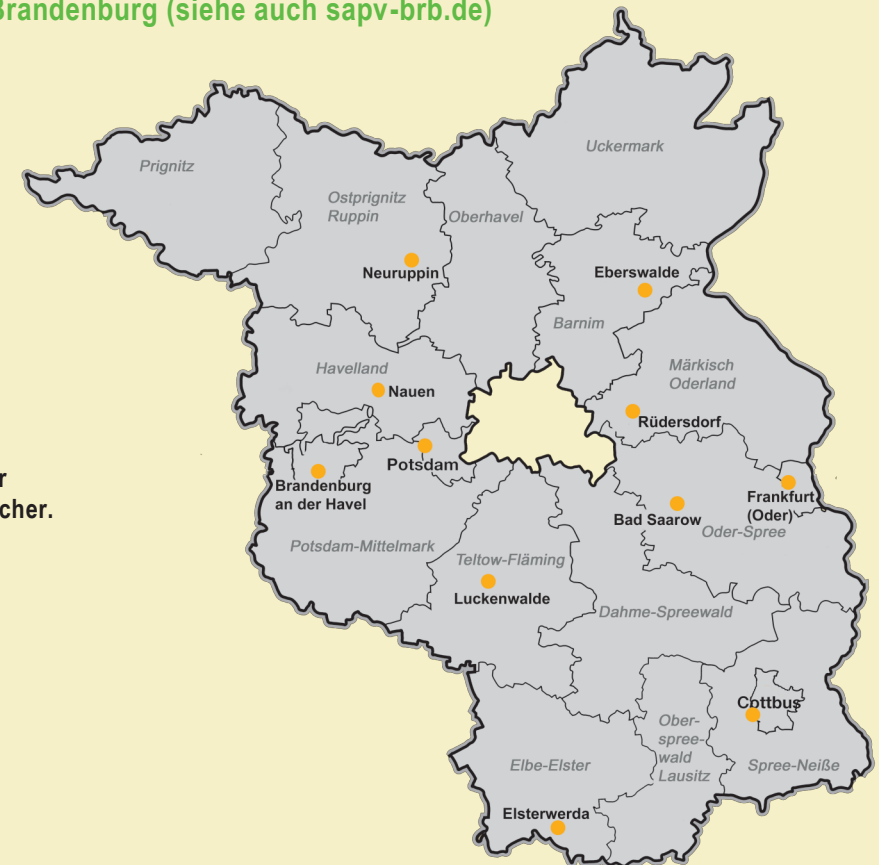 Brandenburg (siehe auch sapv-brb.de)
Uckermark
Prignitz
Ostprignitz
Ruppin
Oberhavel
Neuruppin
Eberswalde
Barnim
Havelland
Märkisch
Oderland
Nauen
Rüdersdorf
Potsdam
r
cher.
Brandenburg
an der Havel
Frankfurt
(Oder)
Bad Saarow
Oder-Spree
Potsdam-Mittelmark
Teltow-Fläming
Luckenwalde
Dahme-Spreewald
Cottbus
Ober-
spree-
wald
Lausitz
Elbe-Elster
Spree-Neiße
Elsterwerda